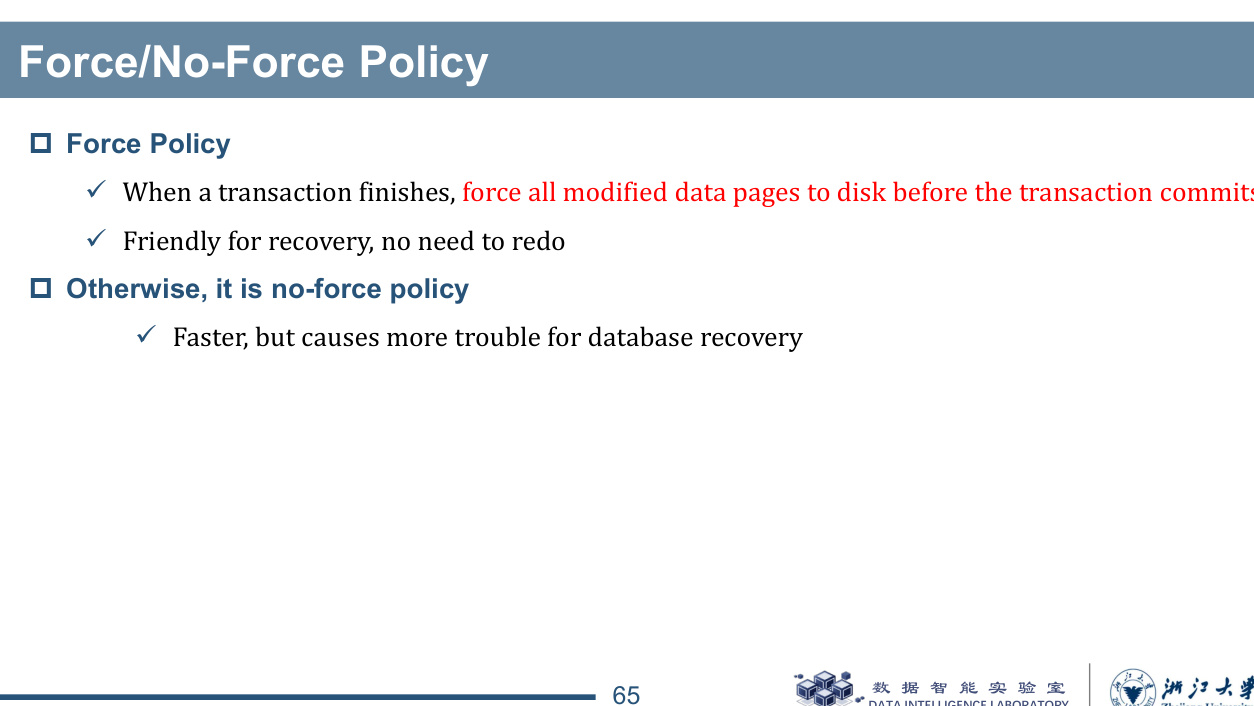 Force/No-Force Policy
Force Policy
When a transaction finishes, force all modified data pages to disk before the transaction commits
Friendly for recovery, no need to redo
Otherwise, it is no-force policy
Faster, but causes more trouble for database recovery
65
数据智能实验室
DATA INTELLIGENCE LABORATORY
浙江大学